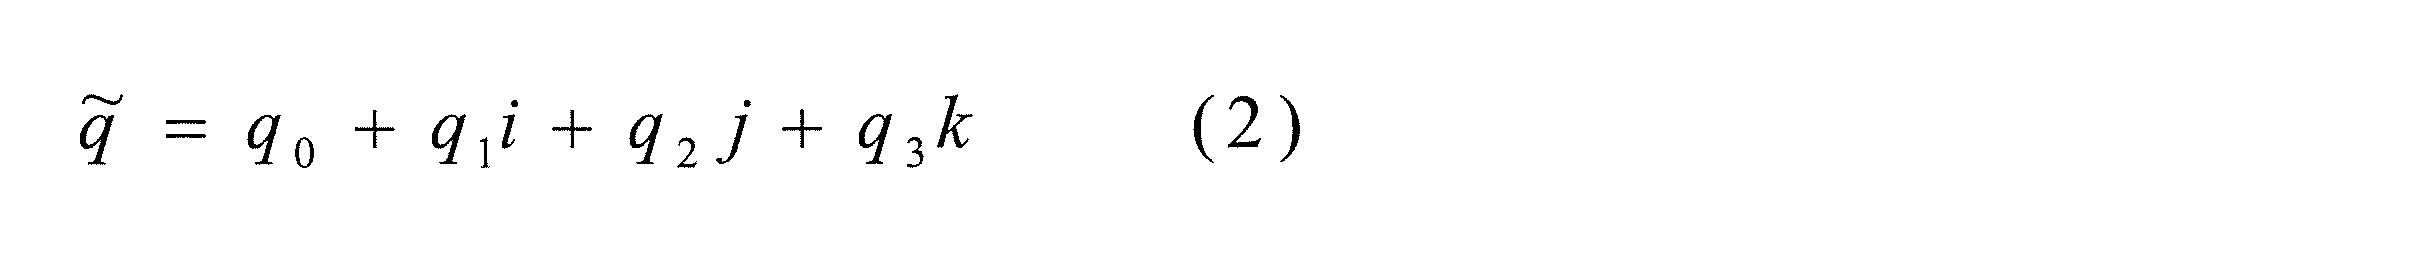 q̃ = q₀ + q₁i + q₂j + q₃k (2)